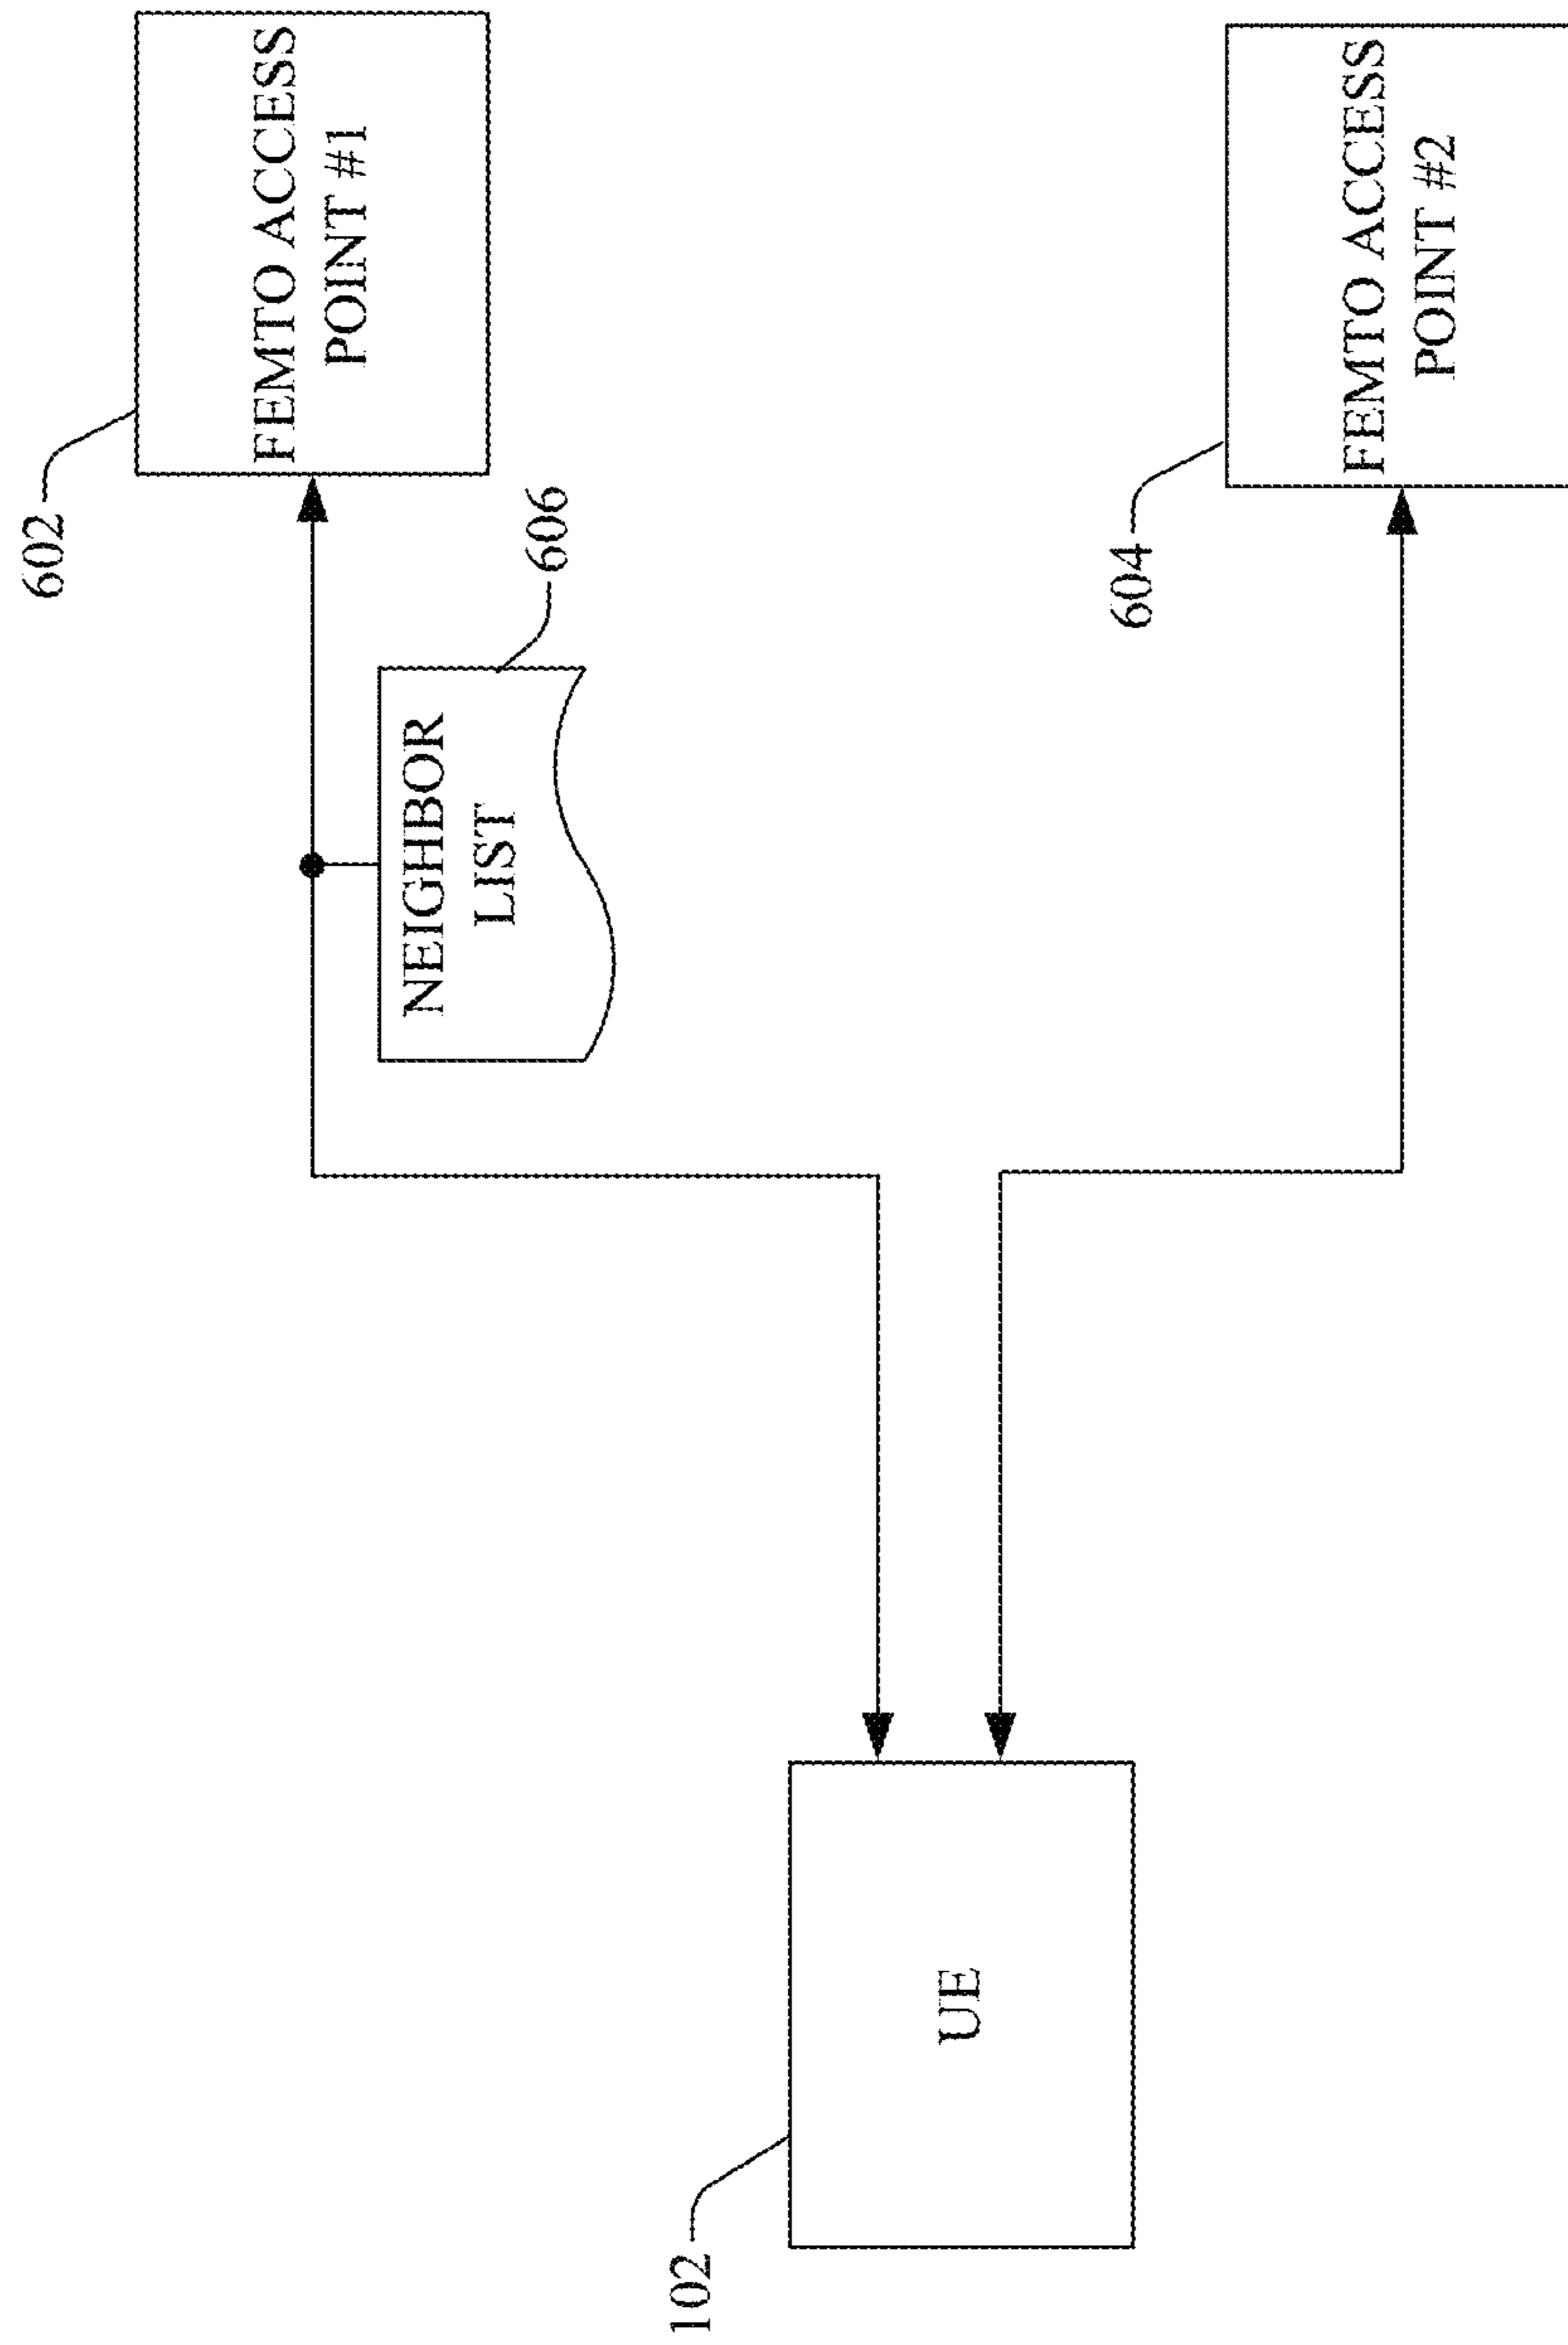 602
FEMTO ACCESS
POINT #1
606
NEIGHBOR
LIST
102
UE
604
FEMTO ACCESS
POINT #2